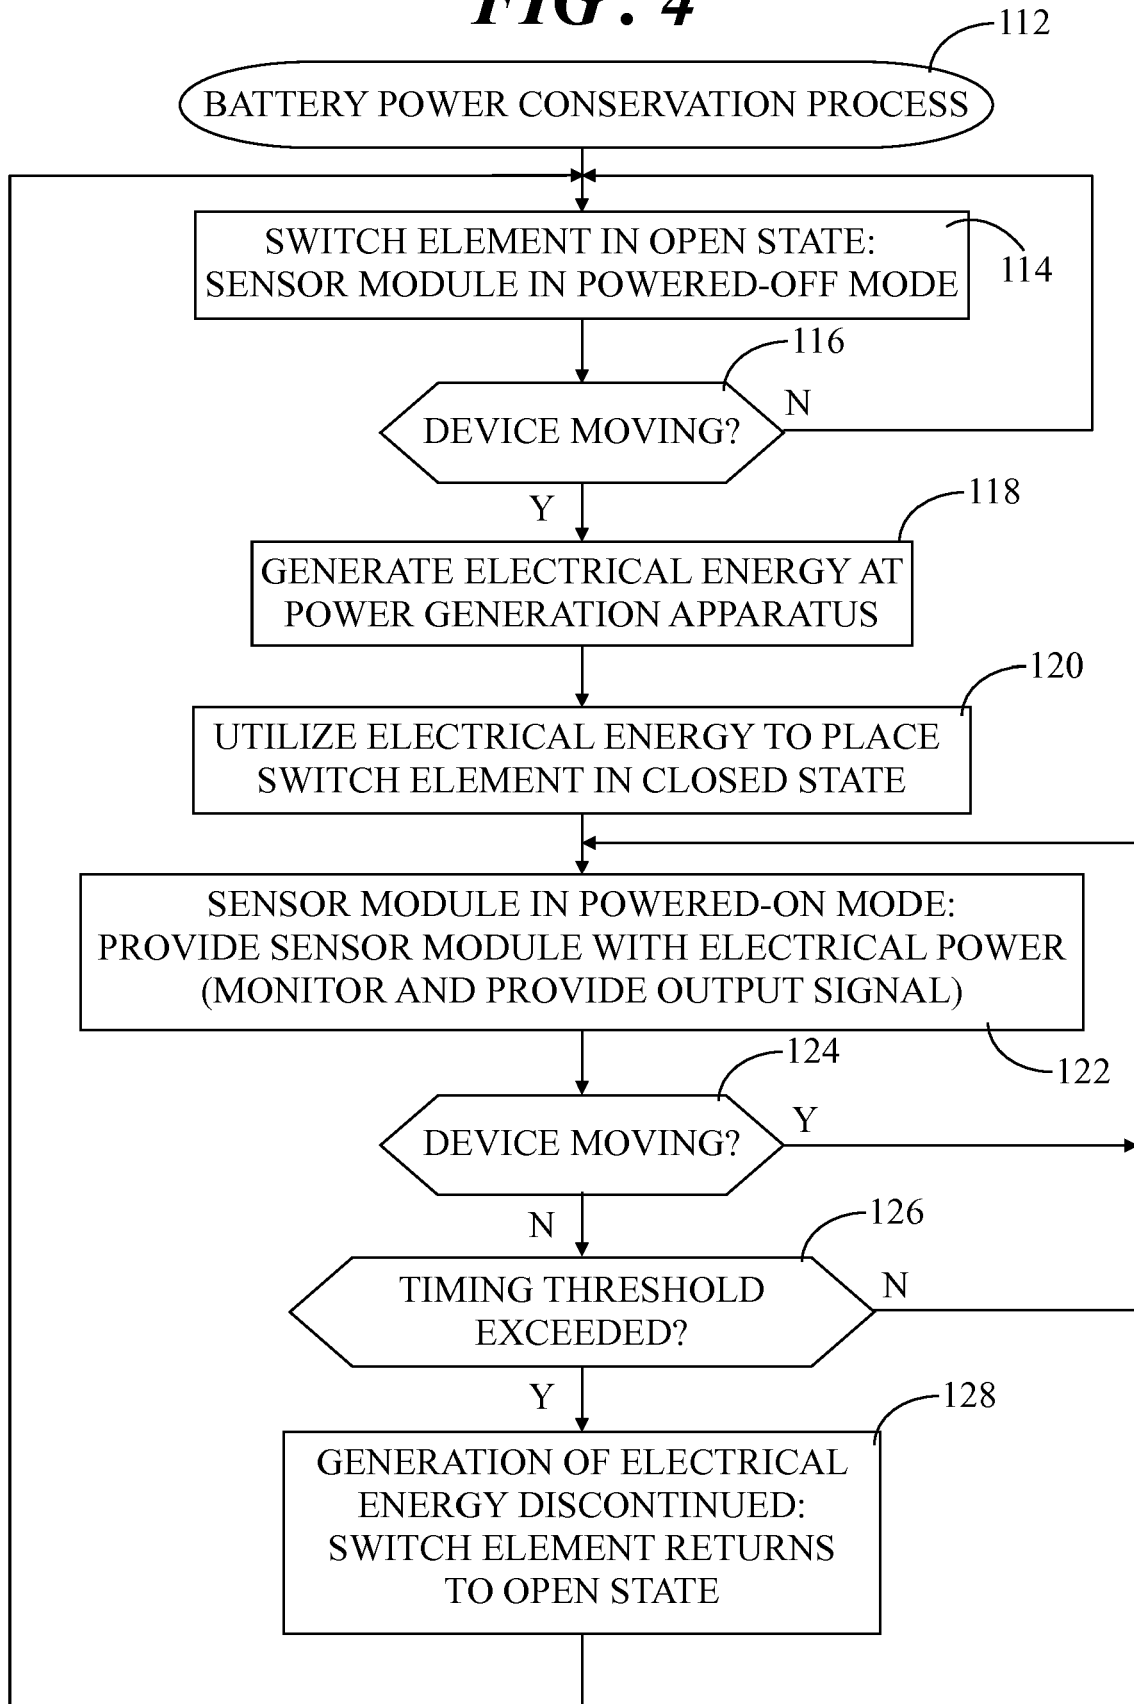 FIG. 4
112
BATTERY POWER CONSERVATION PROCESS
SWITCH ELEMENT IN OPEN STATE:
SENSOR MODULE IN POWERED-OFF MODE
114
116
DEVICE MOVING?
N
Y
118
GENERATE ELECTRICAL ENERGY AT
POWER GENERATION APPARATUS
120
UTILIZE ELECTRICAL ENERGY TO PLACE
SWITCH ELEMENT IN CLOSED STATE
SENSOR MODULE IN POWERED-ON MODE:
PROVIDE SENSOR MODULE WITH ELECTRICAL POWER
(MONITOR AND PROVIDE OUTPUT SIGNAL)
122
124
DEVICE MOVING?
Y
N
126
TIMING THRESHOLD
EXCEEDED?
N
Y
128
GENERATION OF ELECTRICAL
ENERGY DISCONTINUED:
SWITCH ELEMENT RETURNS
TO OPEN STATE